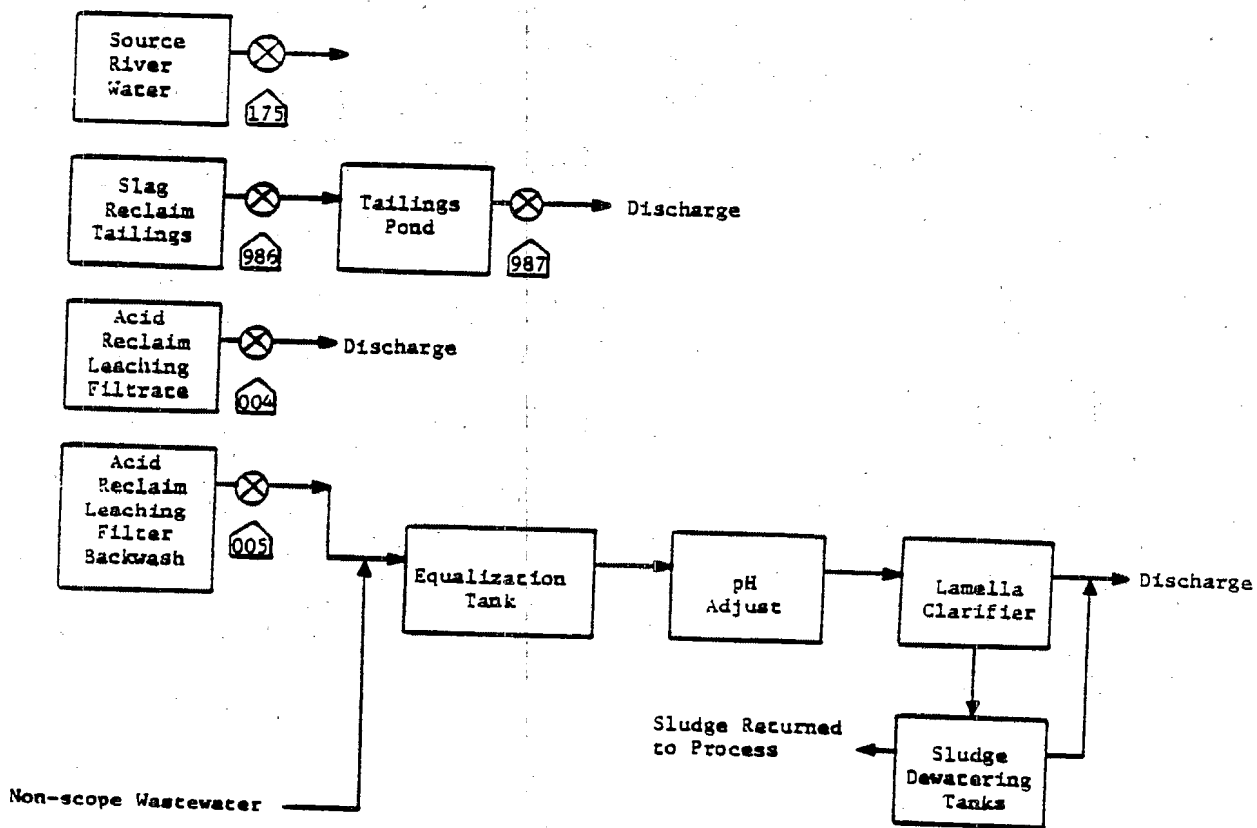 Source
River
Water
175
Slag
Reclaim
Tailings
986
Tailings
Pond
987
Discharge
Acid
Reclaim
Leaching
Filtrate
004
Discharge
Acid
Reclaim
Leaching
Filter
Backwash
005
Equalization
Tank
pH
Adjust
Lamella
Clarifier
Discharge
Sludge Returned
to Process
Sludge
Dewatering
Tanks
Non-scope Wastewater